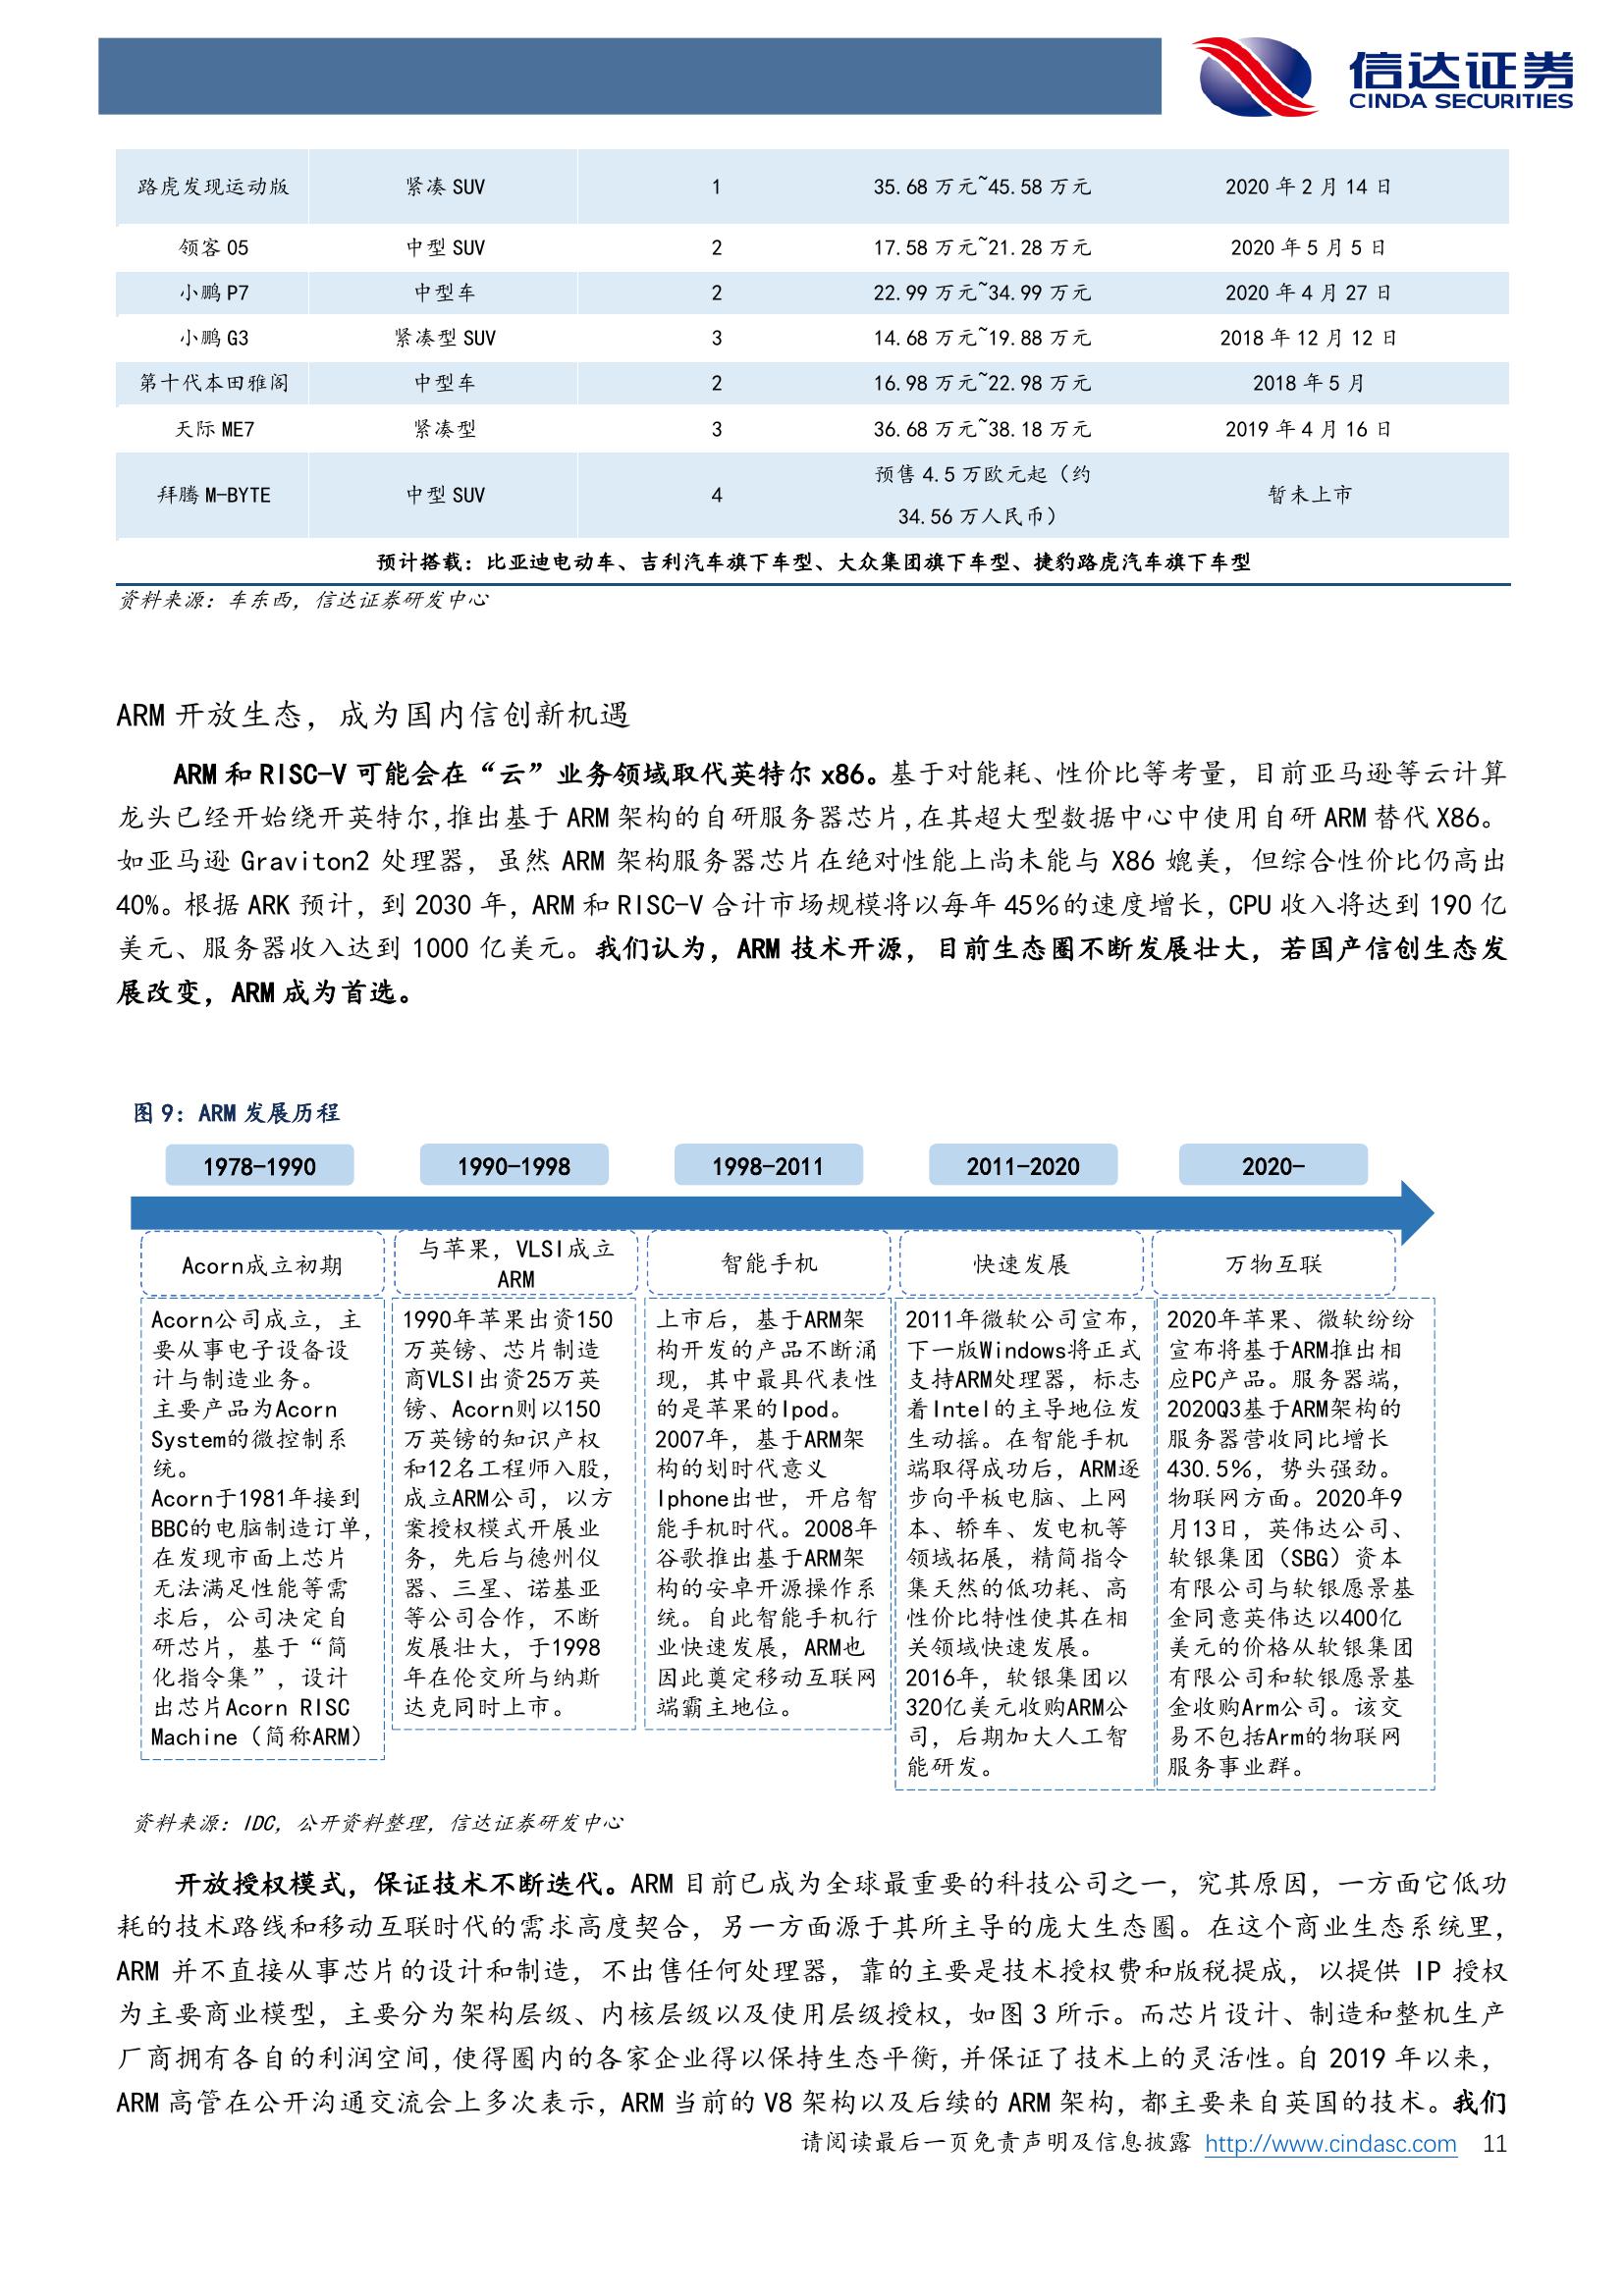 信达证券
CINDA SECURITIES
路虎发现运动版 紧凑 SUV 1 35.68 万元~45.58 万元 2020 年 2 月 14 日
领客 05 中型 SUV 2 17.58 万元~21.28 万元 2020 年 5 月 5 日
小鹏 P7 中型车 2 22.99 万元~34.99 万元 2020 年 4 月 27 日
小鹏 G3 紧凑型 SUV 3 14.68 万元~19.88 万元 2018 年 12 月 12 日
第十代本田雅阁 中型车 2 16.98 万元~22.98 万元 2018 年 5 月
天际 ME7 紧凑型 3 36.68 万元~38.18 万元 2019 年 4 月 16 日
拜腾 M-BYTE 中型 SUV 4 预售 4.5 万欧元起（约
34.56 万人民币） 暂未上市
预计搭载：比亚迪电动车、吉利汽车旗下车型、大众集团旗下车型、捷豹路虎汽车旗下车型
资料来源：车东西，信达证券研发中心
ARM 开放生态，成为国内信创新机遇
ARM 和 RISC-V 可能会在“云”业务领域取代英特尔 x86。基于对能耗、性价比等考量，目前亚马逊等云计算
龙头已经开始绕开英特尔,推出基于 ARM 架构的自研服务器芯片,在其超大型数据中心中使用自研 ARM 替代 X86。
如亚马逊 Graviton2 处理器，虽然 ARM 架构服务器芯片在绝对性能上尚未能与 X86 媲美，但综合性价比仍高出
40%。根据 ARK 预计，到 2030 年，ARM 和 RISC-V 合计市场规模将以每年 45％的速度增长，CPU 收入将达到 190 亿
美元、服务器收入达到 1000 亿美元。我们认为，ARM 技术开源，目前生态圈不断发展壮大，若国产信创生态发
展改变，ARM 成为首选。
图 9：ARM 发展历程
1978-1990
1990-1998
1998-2011
2011-2020
2020-
Acorn成立初期
与苹果，VLSI成立
ARM
智能手机
快速发展
万物互联
Acorn公司成立，主
要从事电子设备设
计与制造业务。
主要产品为Acorn
System的微控制系
统。
Acorn于1981年接到
BBC的电脑制造订单，
在发现市面上芯片
无法满足性能等需
求后，公司决定自
研芯片，基于“简
化指令集”，设计
出芯片Acorn RISC
Machine（简称ARM）
1990年苹果出资150
万英镑、芯片制造
商VLSI出资25万英
镑、Acorn则以150
万英镑的知识产权
和12名工程师入股，
成立ARM公司，以方
案授权模式开展业
务，先后与德州仪
器、三星、诺基亚
等公司合作，不断
发展壮大，于1998
年在伦交所与纳斯
达克同时上市。
上市后，基于ARM架
构开发的产品不断涌
现，其中最具代表性
的是苹果的Ipod。
2007年，基于ARM架
构的划时代意义
Iphone出世，开启智
能手机时代。2008年
谷歌推出基于ARM架
构的安卓开源操作系
统。自此智能手机行
业快速发展，ARM也
因此奠定移动互联网
端霸主地位。
2011年微软公司宣布，
下一版Windows将正式
支持ARM处理器，标志
着Intel的主导地位发
生动摇。在智能手机
端取得成功后，ARM逐
步向平板电脑、上网
本、轿车、发电机等
领域拓展，精简指令
集天然的低功耗、高
性价比特性使其在相
关领域快速发展。
2016年，软银集团以
320亿美元收购ARM公
司，后期加大人工智
能研发。
2020年苹果、微软纷纷
宣布将基于ARM推出相
应PC产品。服务器端，
2020Q3基于ARM架构的
服务器营收同比增长
430.5％，势头强劲。
物联网方面。2020年9
月13日，英伟达公司、
软银集团（SBG）资本
有限公司与软银愿景基
金同意英伟达以400亿
美元的价格从软银集团
有限公司和软银愿景基
金收购Arm公司。该交
易不包括Arm的物联网
服务事业群。
资料来源：IDC，公开资料整理，信达证券研发中心
开放授权模式，保证技术不断迭代。ARM 目前已成为全球最重要的科技公司之一，究其原因，一方面它低功
耗的技术路线和移动互联时代的需求高度契合，另一方面源于其所主导的庞大生态圈。在这个商业生态系统里，
ARM 并不直接从事芯片的设计和制造，不出售任何处理器，靠的主要是技术授权费和版税提成，以提供 IP 授权
为主要商业模型，主要分为架构层级、内核层级以及使用层级授权，如图 3 所示。而芯片设计、制造和整机生产
厂商拥有各自的利润空间,使得圈内的各家企业得以保持生态平衡,并保证了技术上的灵活性。自 2019 年以来，
ARM 高管在公开沟通交流会上多次表示，ARM 当前的 V8 架构以及后续的 ARM 架构，都主要来自英国的技术。我们
请阅读最后一页免责声明及信息披露 http://www.cindasc.com 11